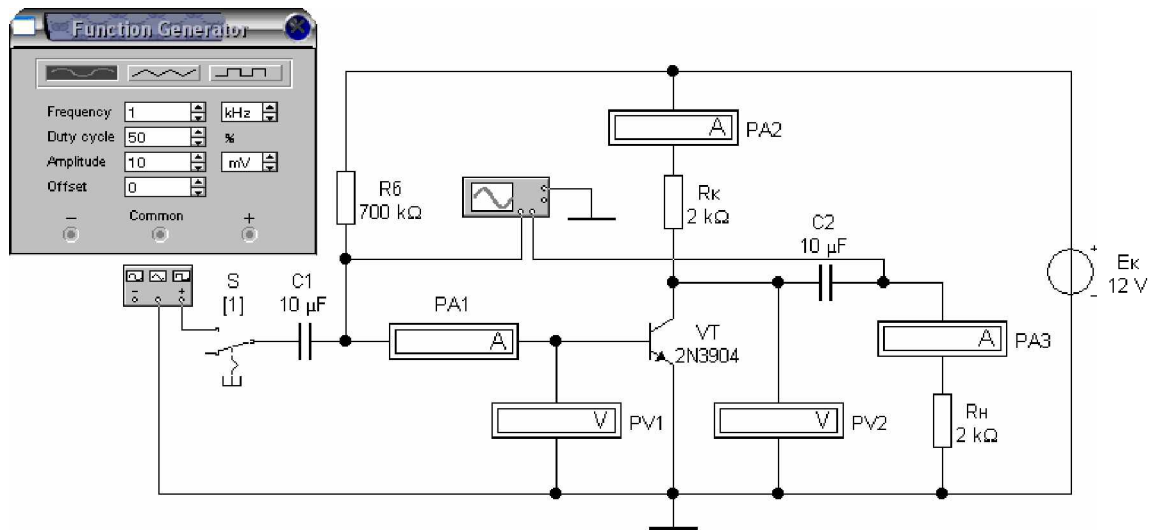 Function Generator
Frequency 1 kHz
Duty cycle 50 %
Amplitude 10 mV
Offset 0
− Common +
Rб
700 kΩ
A PA2
Rк
2 kΩ
C2
10 μF
Eк
12 V
+
−
S
[1]
C1
10 μF
PA1
A
VT
2N3904
A PA3
V PV1
V PV2
Rн
2 kΩ
− +